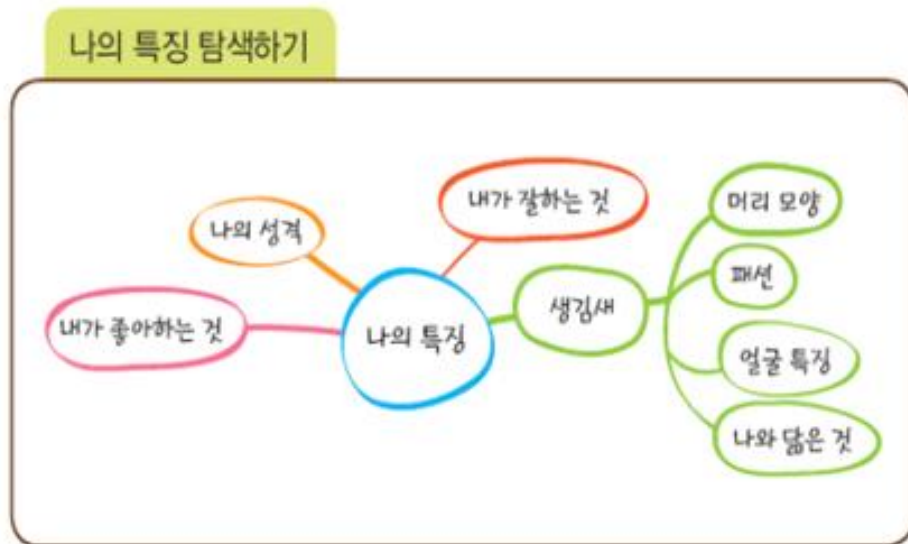 나의 특징 탐색하기
내가 잘하는 것
머리 모양
나의 성격
패션
생김새
내가 좋아하는 것
나의 특징
얼굴 특징
나와 닮은 것